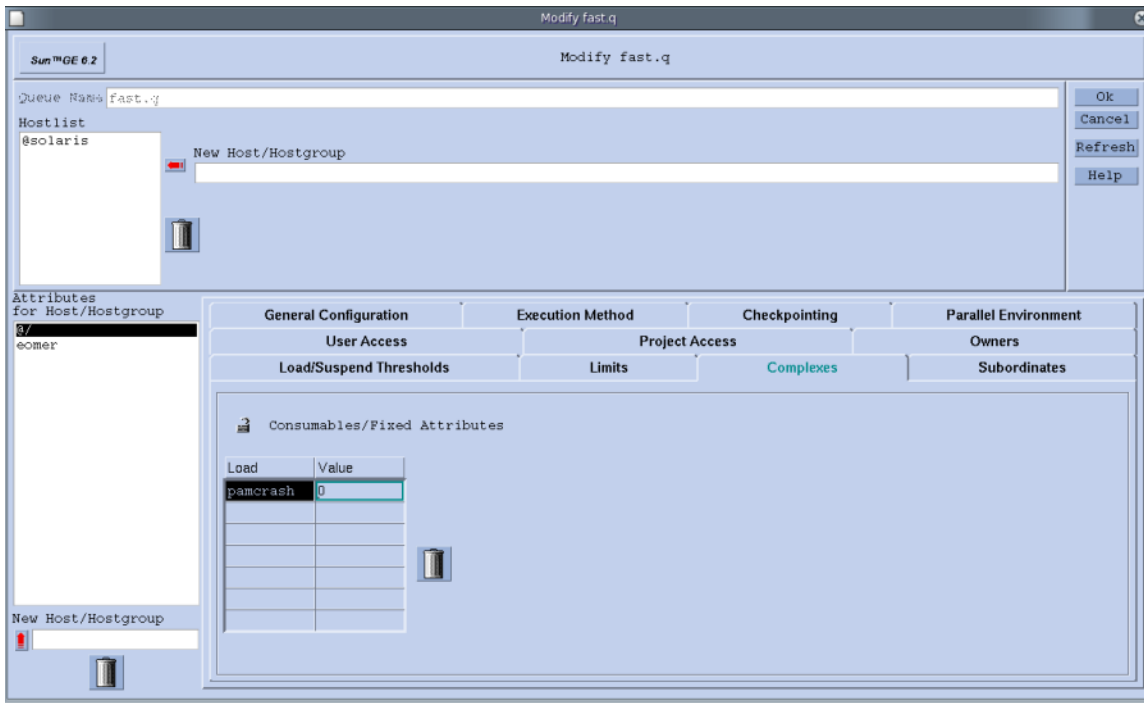 Modify fast.q
Sun™GE 6.2
Modify fast.q
Queue Name fast.q
Ok
Hostlist
Cancel
@solaris
New Host/Hostgroup
Refresh
Help
Attributes
for Host/Hostgroup
@/
eomer
General Configuration Execution Method Checkpointing Parallel Environment
User Access Project Access Owners
Load/Suspend Thresholds Limits Complexes Subordinates
Consumables/Fixed Attributes
Load Value
pamcrash 0
New Host/Hostgroup